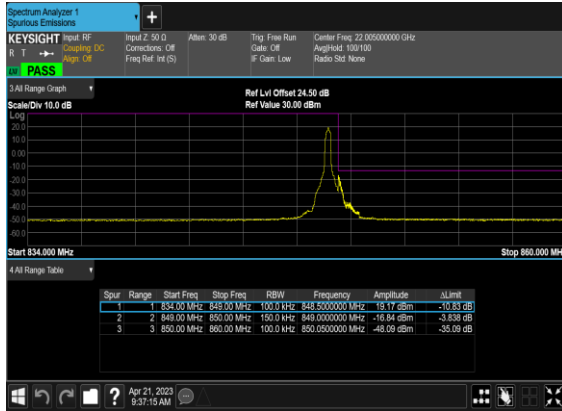 Spectrum Analyzer 1
Spurious Emissions
KEYSIGHT Input: RF
R T Coupling: DC
Align: Off
LU PASS
Input Z: 50 Ω
Corrections: Off
Freq Ref: Int (S)
Atten: 30 dB
Trig: Free Run
Gate: Off
IF Gain: Low
Center Freq: 22.005000000 GHz
Avg|Hold: 100/100
Radio Std: None
3 All Range Graph
Scale/Div 10.0 dB
Ref Lvl Offset 24.50 dB
Ref Value 30.00 dBm
Log
20.0
10.0
0.00
-10.0
-20.0
-30.0
-40.0
-50.0
-60.0
Start 834.000 MHz
Stop 860.000 MH
4 All Range Table
Spur Range Start Freq Stop Freq RBW Frequency Amplitude ΔLimit
1 1 834.00 MHz 849.00 MHz 100.0 kHz 848.5000000 MHz 19.17 dBm -10.83 dB
2 2 849.00 MHz 850.00 MHz 150.0 kHz 849.0000000 MHz -16.84 dBm -3.838 dB
3 3 850.00 MHz 860.00 MHz 100.0 kHz 850.0500000 MHz -48.09 dBm -35.09 dB
?
Apr 21, 2023
9:37:15 AM